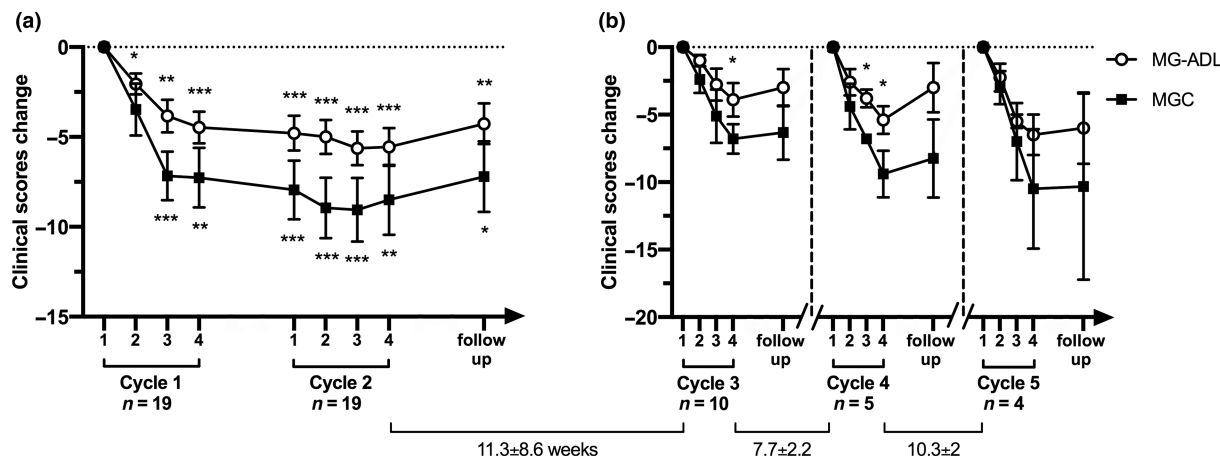 (a)
Clinical scores change
0
−5
−10
−15
* ** *** *** *** *** *** **
*** ** *** *** *** ** *
1 2 3 4 1 2 3 4 follow up
Cycle 1
n = 19
Cycle 2
n = 19
(b)
Clinical scores change
0
−5
−10
−15
−20
* * *
1 2 3 4 follow up 1 2 3 4 follow up 1 2 3 4 follow up
Cycle 3
n = 10
Cycle 4
n = 5
Cycle 5
n = 4
MG-ADL
MGC
11.3±8.6 weeks
7.7±2.2
10.3±2